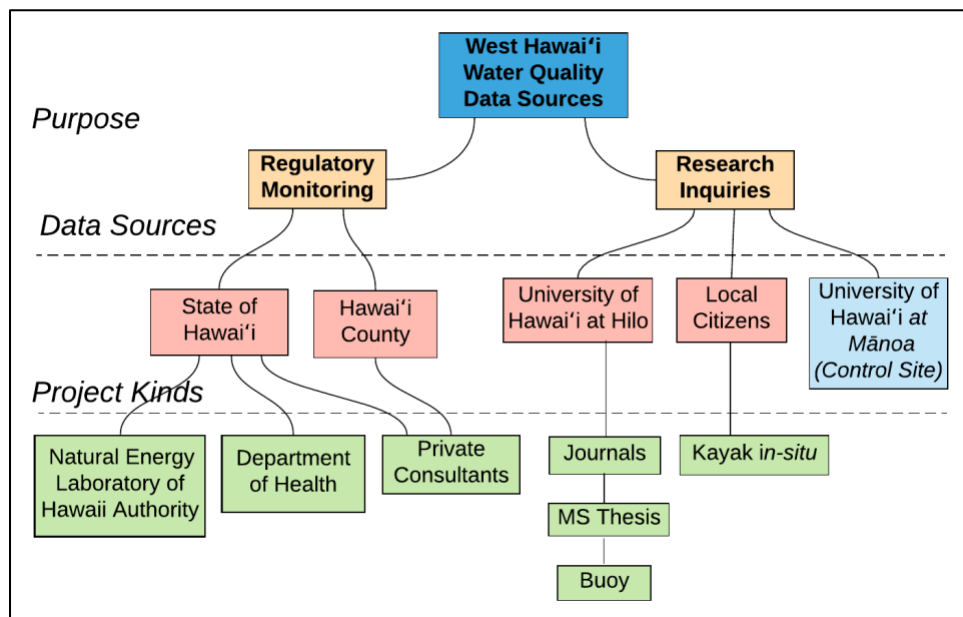 West Hawaiʻi
Water Quality
Data Sources
Purpose
Regulatory
Monitoring
Research
Inquiries
Data Sources
State of
Hawaiʻi
Hawaiʻi
County
University of
Hawaiʻi at Hilo
Local
Citizens
University of
Hawaiʻi at
Mānoa
(Control Site)
Project Kinds
Natural Energy
Laboratory of
Hawaii Authority
Department
of Health
Private
Consultants
Journals
Kayak in-situ
MS Thesis
Buoy